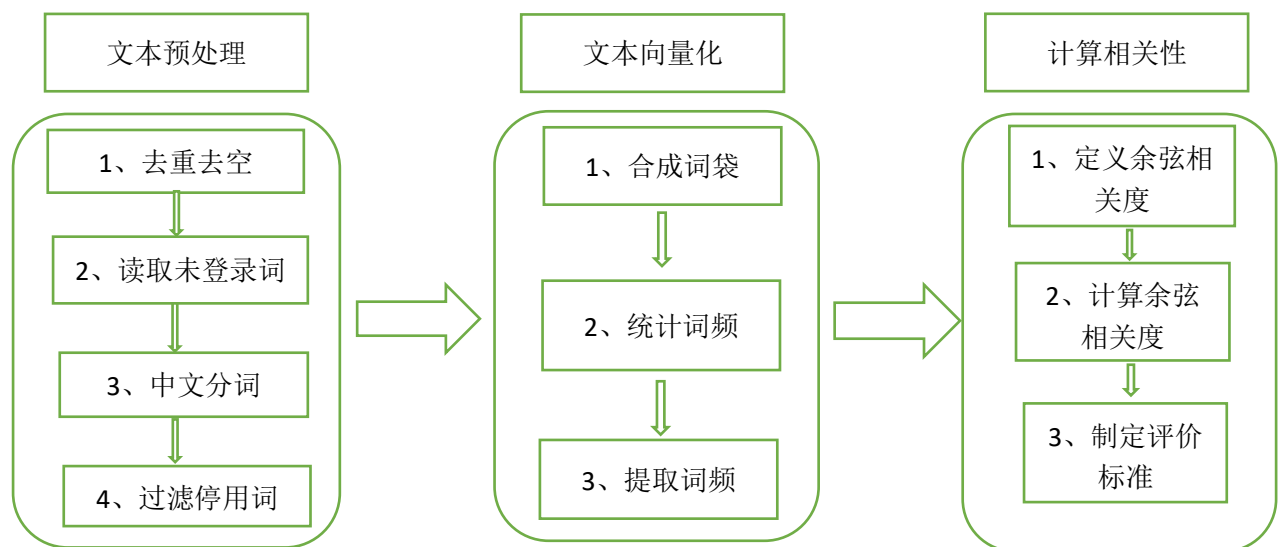 文本预处理
1、去重去空
2、读取未登录词
3、中文分词
4、过滤停用词
文本向量化
1、合成词袋
2、统计词频
3、提取词频
计算相关性
1、定义余弦相
关度
2、计算余弦
相关度
3、制定评价
标准